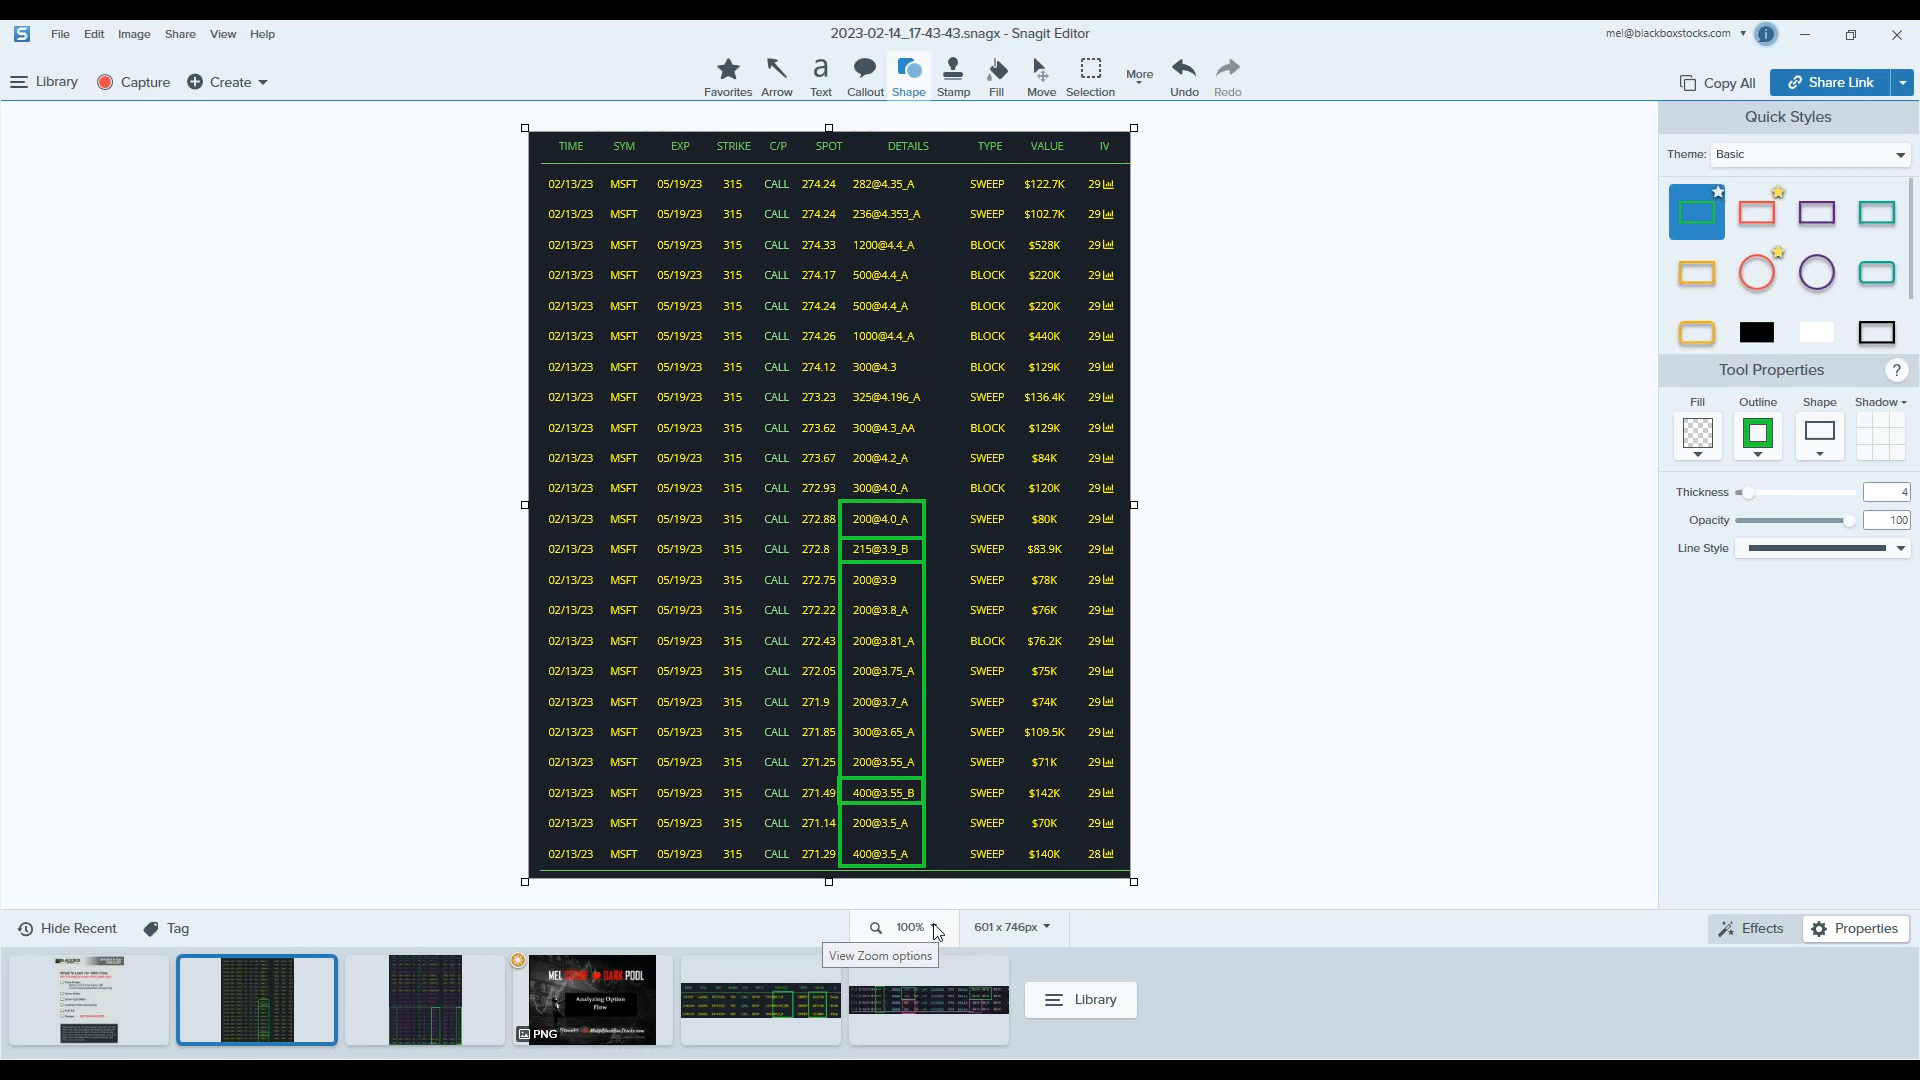 File Edit Image Share View Help
2023-02-14_17-43-43.snagx - Snagit Editor
mel@blackboxstocks.com
Library Capture Create
Favorites Arrow Text Callout Shape Stamp Fill Move Selection More Undo Redo
Copy All Share Link
Quick Styles
Theme: Basic
TIME SYM EXP STRIKE C/P SPOT DETAILS TYPE VALUE IV
02/13/23 MSFT 05/19/23 315 CALL 274.24 282@4.35_A SWEEP $122.7K 29
02/13/23 MSFT 05/19/23 315 CALL 274.24 236@4.353_A SWEEP $102.7K 29
02/13/23 MSFT 05/19/23 315 CALL 274.33 1200@4.4_A BLOCK $528K 29
02/13/23 MSFT 05/19/23 315 CALL 274.17 500@4.4_A BLOCK $220K 29
02/13/23 MSFT 05/19/23 315 CALL 274.24 500@4.4_A BLOCK $220K 29
02/13/23 MSFT 05/19/23 315 CALL 274.26 1000@4.4_A BLOCK $440K 29
02/13/23 MSFT 05/19/23 315 CALL 274.12 300@4.3 BLOCK $129K 29
02/13/23 MSFT 05/19/23 315 CALL 273.23 325@4.196_A SWEEP $136.4K 29
02/13/23 MSFT 05/19/23 315 CALL 273.62 300@4.3_AA BLOCK $129K 29
02/13/23 MSFT 05/19/23 315 CALL 273.67 200@4.2_A SWEEP $84K 29
02/13/23 MSFT 05/19/23 315 CALL 272.93 300@4.0_A BLOCK $120K 29
02/13/23 MSFT 05/19/23 315 CALL 272.88 200@4.0_A SWEEP $80K 29
02/13/23 MSFT 05/19/23 315 CALL 272.8 215@3.9_B SWEEP $83.9K 29
02/13/23 MSFT 05/19/23 315 CALL 272.75 200@3.9 SWEEP $78K 29
02/13/23 MSFT 05/19/23 315 CALL 272.22 200@3.8_A SWEEP $76K 29
02/13/23 MSFT 05/19/23 315 CALL 272.43 200@3.81_A BLOCK $76.2K 29
02/13/23 MSFT 05/19/23 315 CALL 272.05 200@3.75_A SWEEP $75K 29
02/13/23 MSFT 05/19/23 315 CALL 271.9 200@3.7_A SWEEP $74K 29
02/13/23 MSFT 05/19/23 315 CALL 271.85 300@3.65_A SWEEP $109.5K 29
02/13/23 MSFT 05/19/23 315 CALL 271.25 200@3.55_A SWEEP $71K 29
02/13/23 MSFT 05/19/23 315 CALL 271.49 400@3.55_B SWEEP $142K 29
02/13/23 MSFT 05/19/23 315 CALL 271.14 200@3.5_A SWEEP $70K 29
02/13/23 MSFT 05/19/23 315 CALL 271.29 400@3.5_A SWEEP $140K 28
Tool Properties ?
Fill Outline Shape Shadow
Thickness 4
Opacity 100
Line Style
Hide Recent Tag
100% 601 x 746px
Effects Properties
View Zoom options
MEL DARK POOL
Analyzing Option
Flow
PNG
Library